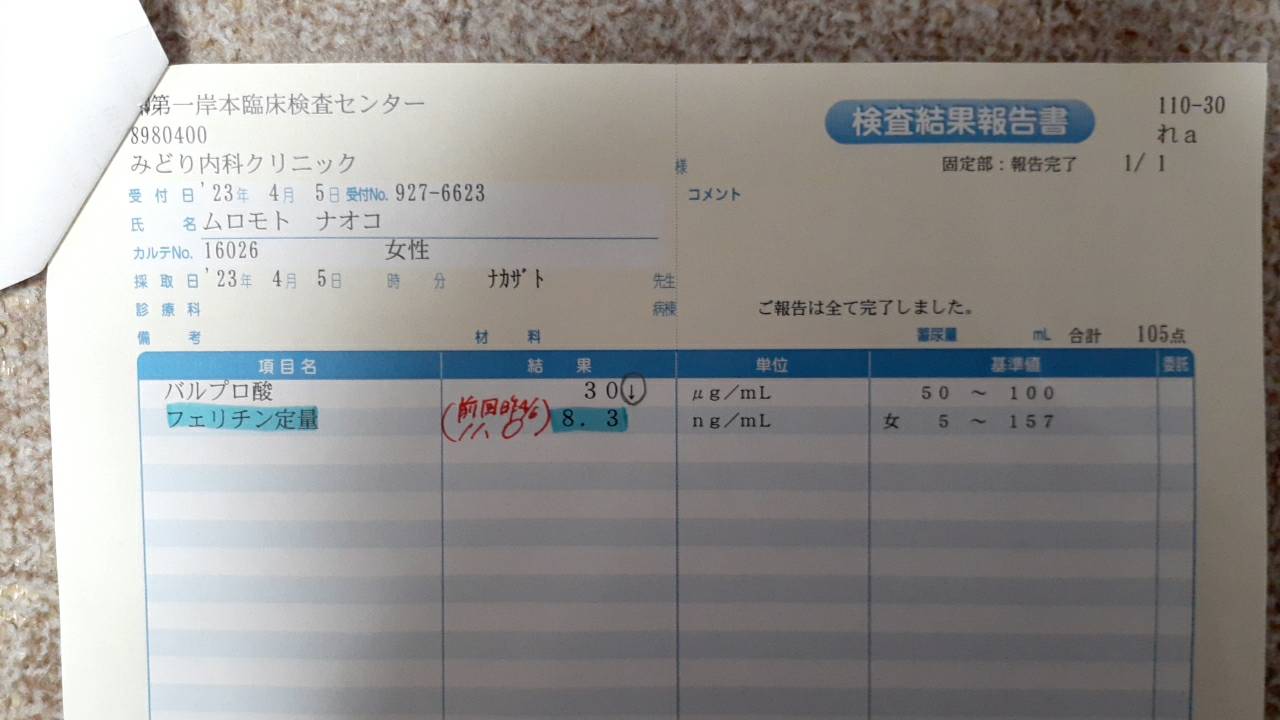 第一岸本臨床検査センター
8980400
みどり内科クリニック 様
検査結果報告書
110-30
れa
固定部：報告完了 1/ 1
受付日 '23年 4月 5日 受付No. 927-6623
コメント
氏名 ムロモト ナオコ
カルテNo. 16026 女性
採取日 '23年 4月 5日 時 分 ナカザト 先生
診療科 病棟
ご報告は全て完了しました。
備考 材料 蓄尿量 mL 合計 105点
項目名 結果 単位 基準値 委託
バルプロ酸 30↓ μg/mL 50 ～ 100
フェリチン定量 (前回 8.3 ng/mL 女 5 ～ 157